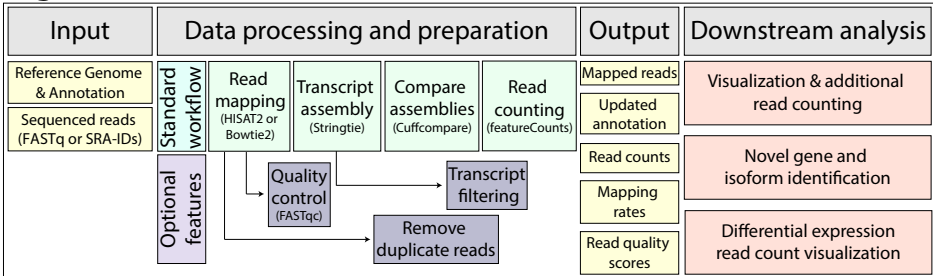 Input
Data processing and preparation
Output
Downstream analysis
Reference Genome
& Annotation
Sequenced reads
(FASTq or SRA-IDs)
Standard
workflow
Read
mapping
(HISAT2 or
Bowtie2)
Transcript
assembly
(Stringtie)
Compare
assemblies
(Cuffcompare)
Read
counting
(featureCounts)
Optional
features
Quality
control
(FASTqc)
Transcript
filtering
Remove
duplicate reads
Mapped reads
Updated
annotation
Read counts
Mapping
rates
Read quality
scores
Visualization & additional
read counting
Novel gene and
isoform identification
Differential expression
read count visualization